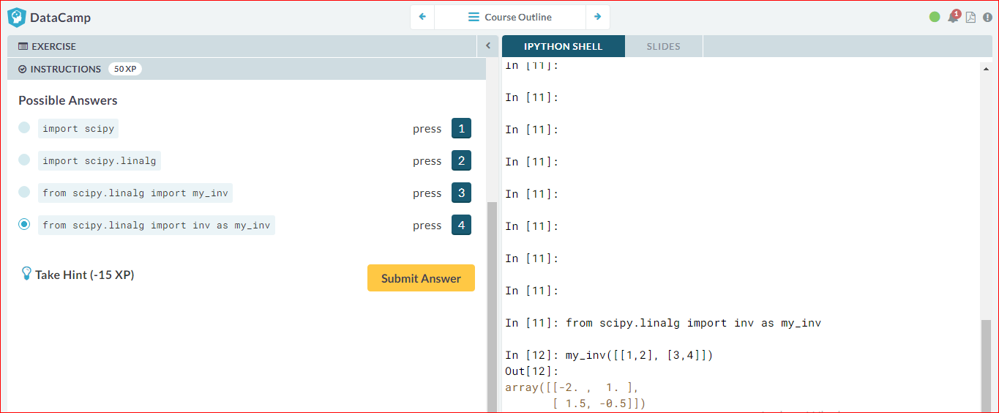 DataCamp
Course Outline
1
EXERCISE
INSTRUCTIONS 50 XP
Possible Answers
import scipy press 1
import scipy.linalg press 2
from scipy.linalg import my_inv press 3
from scipy.linalg import inv as my_inv press 4
Take Hint (-15 XP) Submit Answer
IPYTHON SHELL SLIDES
In [11]:
In [11]:
In [11]:
In [11]:
In [11]:
In [11]:
In [11]:
In [11]:
In [11]: from scipy.linalg import inv as my_inv
In [12]: my_inv([[1,2], [3,4]])
Out[12]:
array([[-2. ,  1. ],
       [ 1.5, -0.5]])